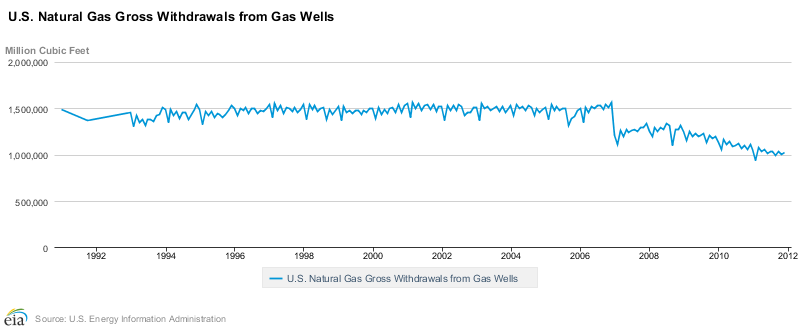 U.S. Natural Gas Gross Withdrawals from Gas Wells
Million Cubic Feet
2,000,000
1,500,000
1,000,000
500,000
0
1992 1994 1996 1998 2000 2002 2004 2006 2008 2010 2012
U.S. Natural Gas Gross Withdrawals from Gas Wells
eia Source: U.S. Energy Information Administration